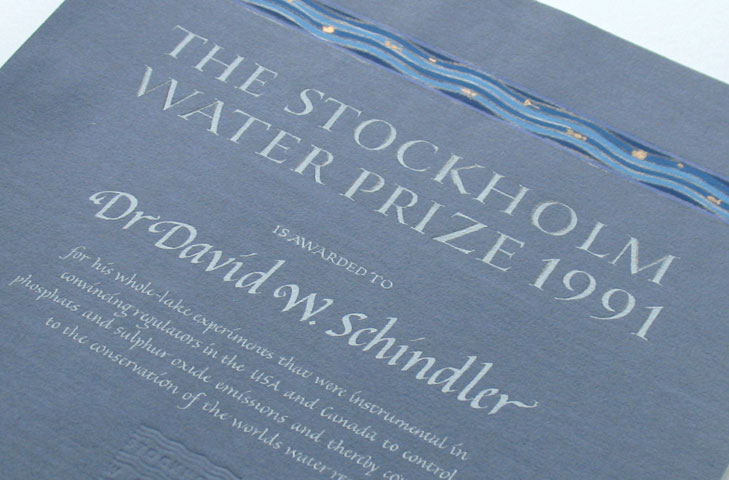 THE STOCKHOLM
WATER PRIZE 1991
IS AWARDED TO
Dr David W. Schindler
for his whole-lake experiments that were instrumental in
convincing regulators in the USA and Canada to control
phosphats and sulphur oxide emissions and thereby
to the conservation of the worlds water